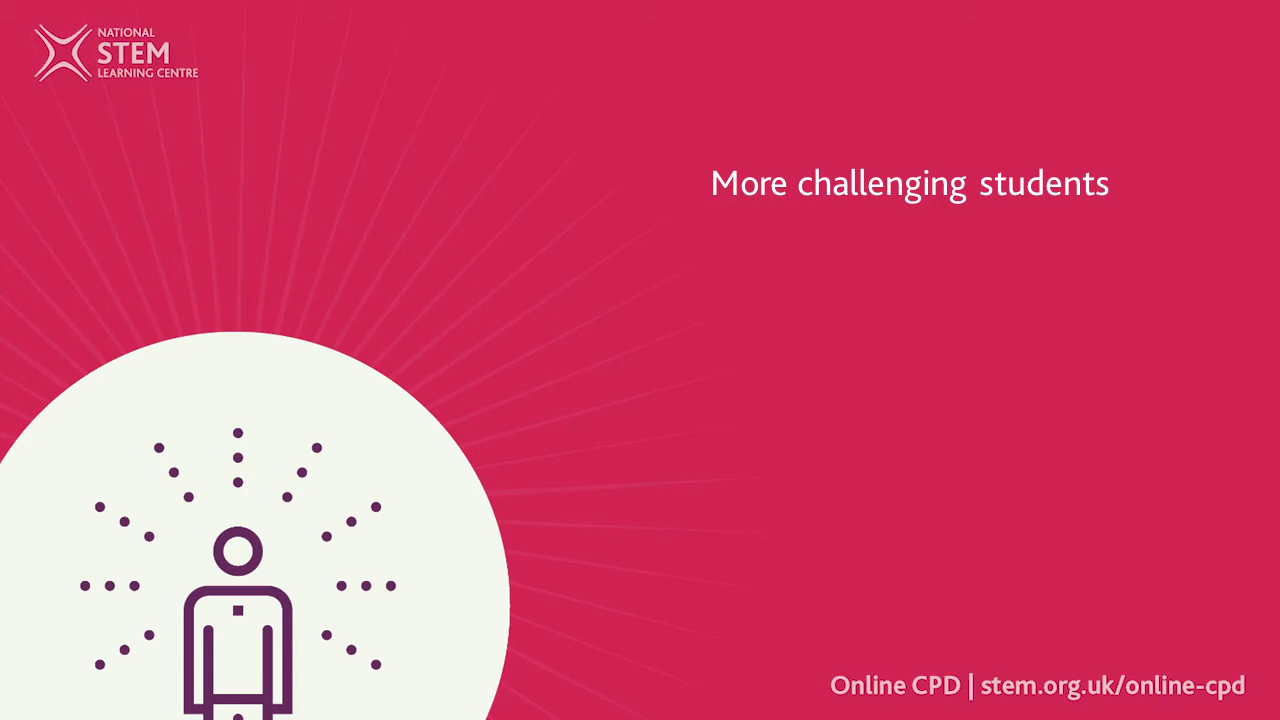 NATIONAL
STEM
LEARNING CENTRE
More challenging students
Online CPD | stem.org.uk/online-cpd